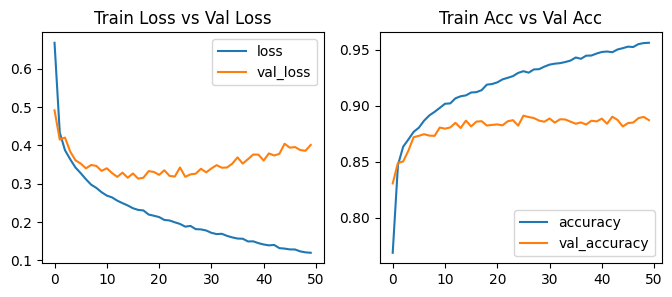 Train Loss vs Val Loss
loss
val_loss
0.6
0.5
0.4
0.3
0.2
0.1
0 10 20 30 40 50
Train Acc vs Val Acc
0.95
0.90
0.85
0.80
accuracy
val_accuracy
0 10 20 30 40 50